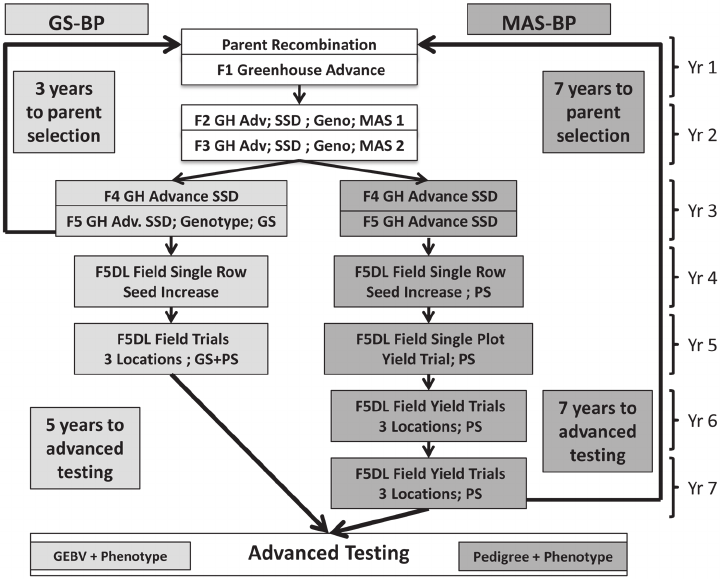 GS-BP
MAS-BP
Parent Recombination
F1 Greenhouse Advance
Yr 1
3 years
to parent
selection
7 years
to parent
selection
F2 GH Adv; SSD ; Geno; MAS 1
F3 GH Adv; SSD ; Geno; MAS 2
Yr 2
F4 GH Advance SSD
F5 GH Adv. SSD; Genotype; GS
F4 GH Advance SSD
F5 GH Advance SSD
Yr 3
F5DL Field Single Row
Seed Increase
F5DL Field Single Row
Seed Increase ; PS
Yr 4
F5DL Field Trials
3 Locations ; GS+PS
F5DL Field Single Plot
Yield Trial; PS
Yr 5
5 years to
advanced
testing
F5DL Field Yield Trials
3 Locations; PS
7 years to
advanced
testing
Yr 6
F5DL Field Yield Trials
3 Locations; PS
Yr 7
GEBV + Phenotype
Advanced Testing
Pedigree + Phenotype